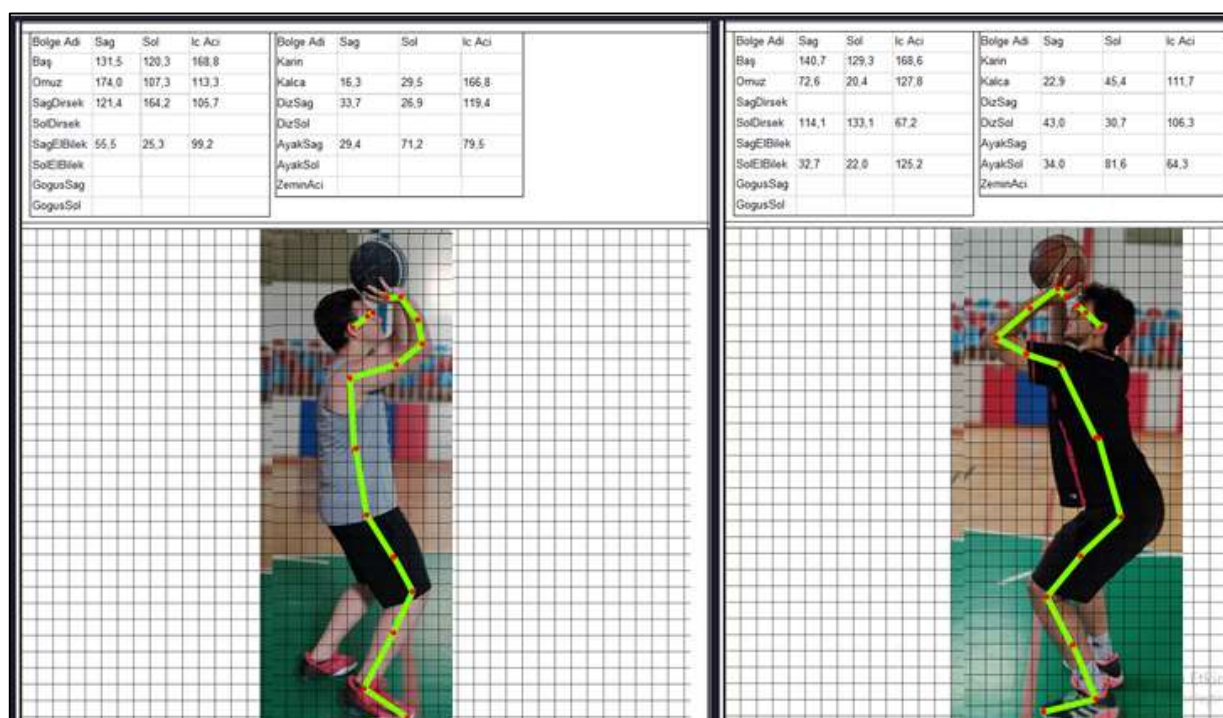 Bolge Adi Sag Sol Ic Aci
Baş 131,5 120,3 168,8
Omuz 174,0 107,3 113,3
SagDirsek 121,4 164,2 105,7
SolDirsek
SagElBilek 55,5 25,3 99,2
SolElBilek
GogusSag
GogusSol
Bolge Adi Sag Sol Ic Aci
Karin
Kalca 16,3 29,5 166,8
DizSag 33,7 26,9 119,4
DizSol
AyakSag 29,4 71,2 79,5
AyakSol
ZeminAci
Bolge Adi Sag Sol Ic Aci
Baş 140,7 129,3 168,6
Omuz 72,6 20,4 127,8
SagDirsek
SolDirsek 114,1 133,1 67,2
SagElBilek
SolElBilek 32,7 22,0 125,2
GogusSag
GogusSol
Bolge Adi Sag Sol Ic Aci
Karin
Kalca 22,9 45,4 111,7
DizSag
DizSol 43,0 30,7 106,3
AyakSag
AyakSol 34,0 81,6 64,3
ZeminAci